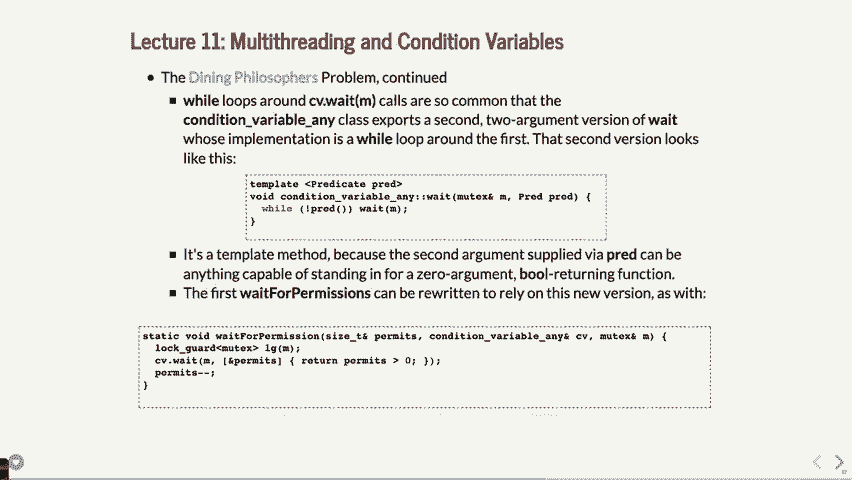 Lecture 11: Multithreading and Condition Variables
• The Dining Philosophers Problem, continued
▪ while loops around cv.wait(m) calls are so common that the
condition_variable_any class exports a second, two-argument version of wait
whose implementation is a while loop around the first. That second version looks
like this:
template <Predicate pred>
void condition_variable_any::wait(mutex& m, Pred pred) {
while (!pred()) wait(m);
}
▪ It's a template method, because the second argument supplied via pred can be
anything capable of standing in for a zero-argument, bool-returning function.
▪ The first waitForPermissions can be rewritten to rely on this new version, as with:
static void waitForPermission(size_t& permits, condition_variable_any& cv, mutex& m) {
lock_guard<mutex> lg(m);
cv.wait(m, [&permits] { return permits > 0; });
permits--;
}